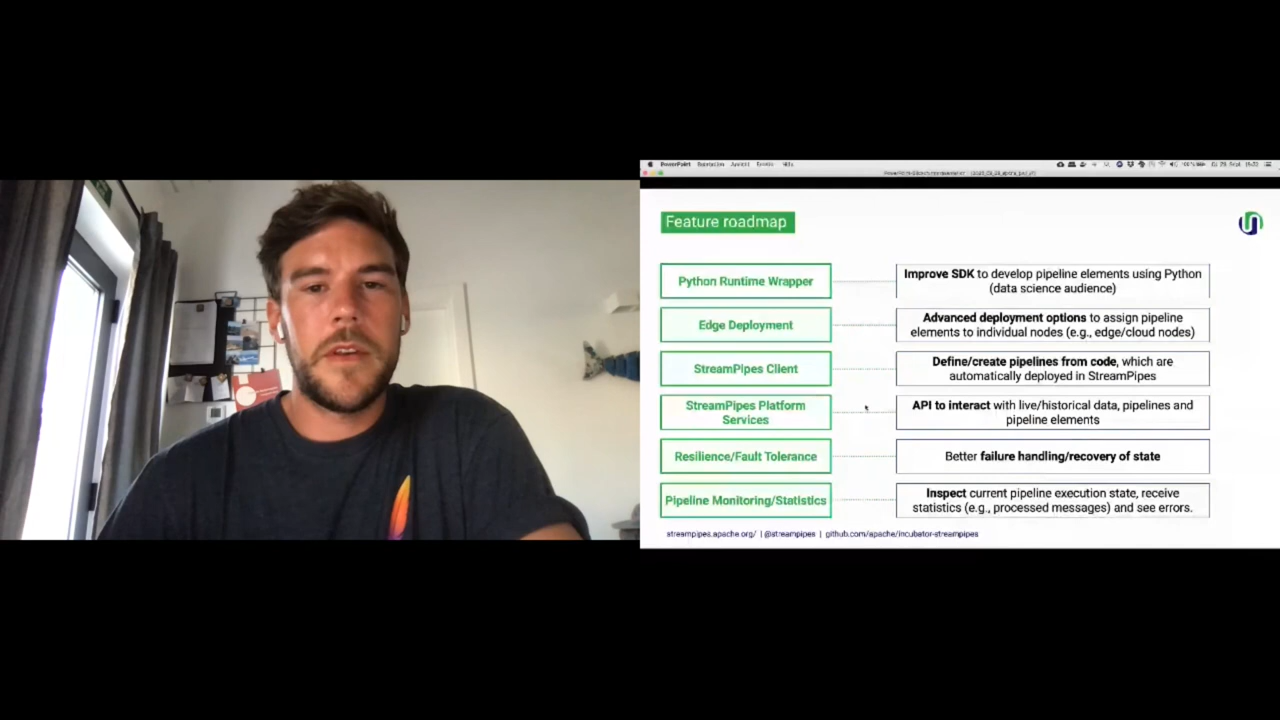 PowerPoint
Feature roadmap
Python Runtime Wrapper
Improve SDK to develop pipeline elements using Python
(data science audience)
Edge Deployment
Advanced deployment options to assign pipeline
elements to individual nodes (e.g., edge/cloud nodes)
StreamPipes Client
Define/create pipelines from code, which are
automatically deployed in StreamPipes
StreamPipes Platform
Services
API to interact with live/historical data, pipelines and
pipeline elements
Resilience/Fault Tolerance
Better failure handling/recovery of state
Pipeline Monitoring/Statistics
Inspect current pipeline execution state, receive
statistics (e.g., processed messages) and see errors.
streampipes.apache.org/ | @streampipes | github.com/apache/incubator-streampipes